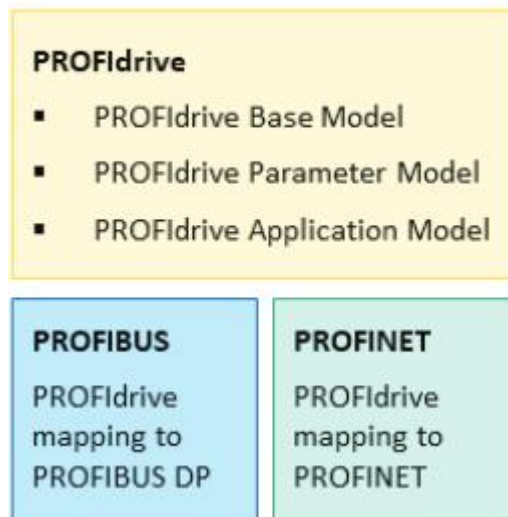 PROFIdrive
▪ PROFIdrive Base Model
▪ PROFIdrive Parameter Model
▪ PROFIdrive Application Model
PROFIBUS
PROFIdrive
mapping to
PROFIBUS DP
PROFINET
PROFIdrive
mapping to
PROFINET